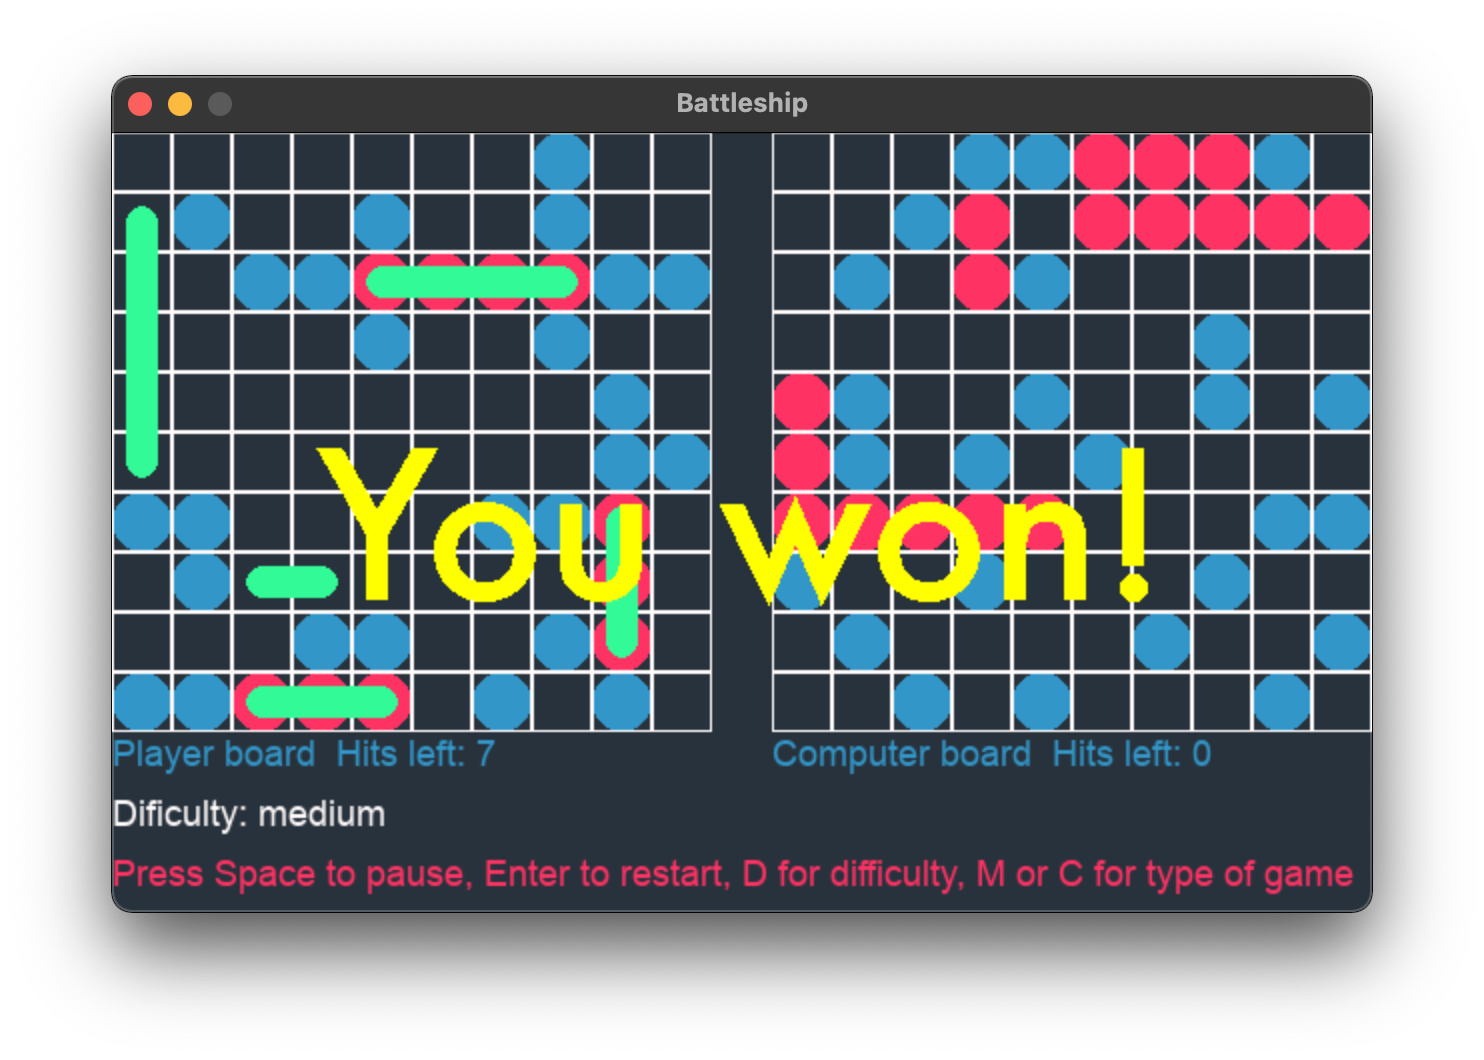 Battleship
You won!
Player board  Hits left: 7
Computer board  Hits left: 0
Dificulty: medium
Press Space to pause, Enter to restart, D for difficulty, M or C for type of game